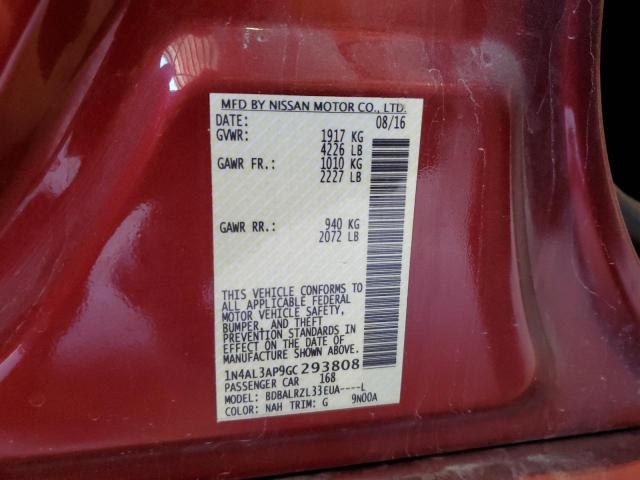 MFD BY NISSAN MOTOR CO., LTD.
DATE: 08/16
GVWR: 1917 KG
4226 LB
GAWR FR.: 1010 KG
2227 LB
GAWR RR.: 940 KG
2072 LB
THIS VEHICLE CONFORMS TO
ALL APPLICABLE FEDERAL
MOTOR VEHICLE SAFETY,
BUMPER, AND THEFT
PREVENTION STANDARDS IN
EFFECT ON THE DATE OF
MANUFACTURE SHOWN ABOVE.
1N4AL3AP9GC293808
PASSENGER CAR 168
MODEL: BDBALRZL33EUA----L
COLOR: NAH TRIM: G 9N00A